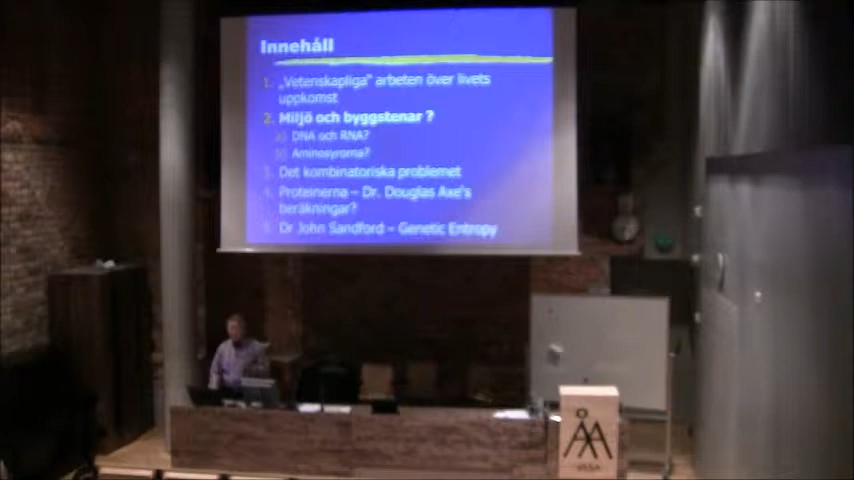 Innehåll
1. „Vetenskapliga“ arbeten över livets
uppkomst
2. Miljö och byggstenar ?
a) DNA och RNA?
b) Aminosyrorna?
3. Det kombinatoriska problemet
4. Proteinerna – Dr. Douglas Axe's
beräkningar?
5. Dr John Sandford – Genetic Entropy